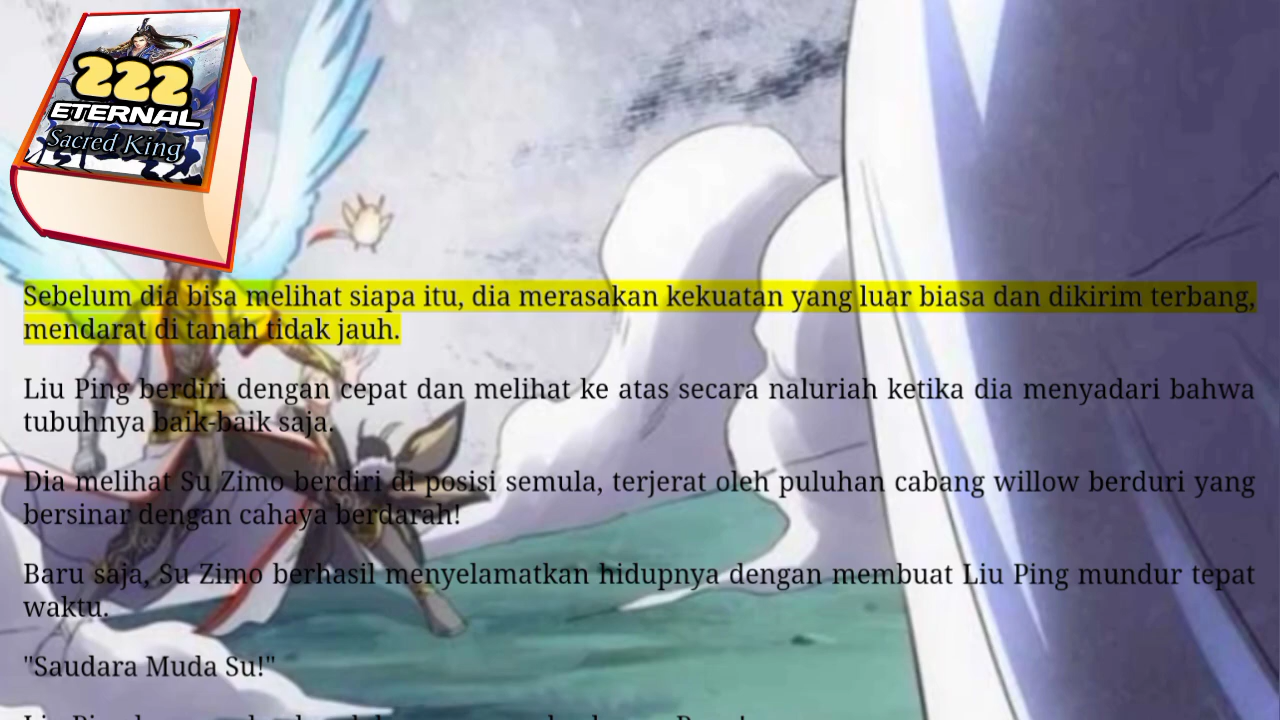 222
ETERNAL
Sacred King
Sebelum dia bisa melihat siapa itu, dia merasakan kekuatan yang luar biasa dan dikirim terbang,
mendarat di tanah tidak jauh.
Liu Ping berdiri dengan cepat dan melihat ke atas secara naluriah ketika dia menyadari bahwa
tubuhnya baik-baik saja.
Dia melihat Su Zimo berdiri di posisi semula, terjerat oleh puluhan cabang willow berduri yang
bersinar dengan cahaya berdarah!
Baru saja, Su Zimo berhasil menyelamatkan hidupnya dengan membuat Liu Ping mundur tepat
waktu.
"Saudara Muda Su!"